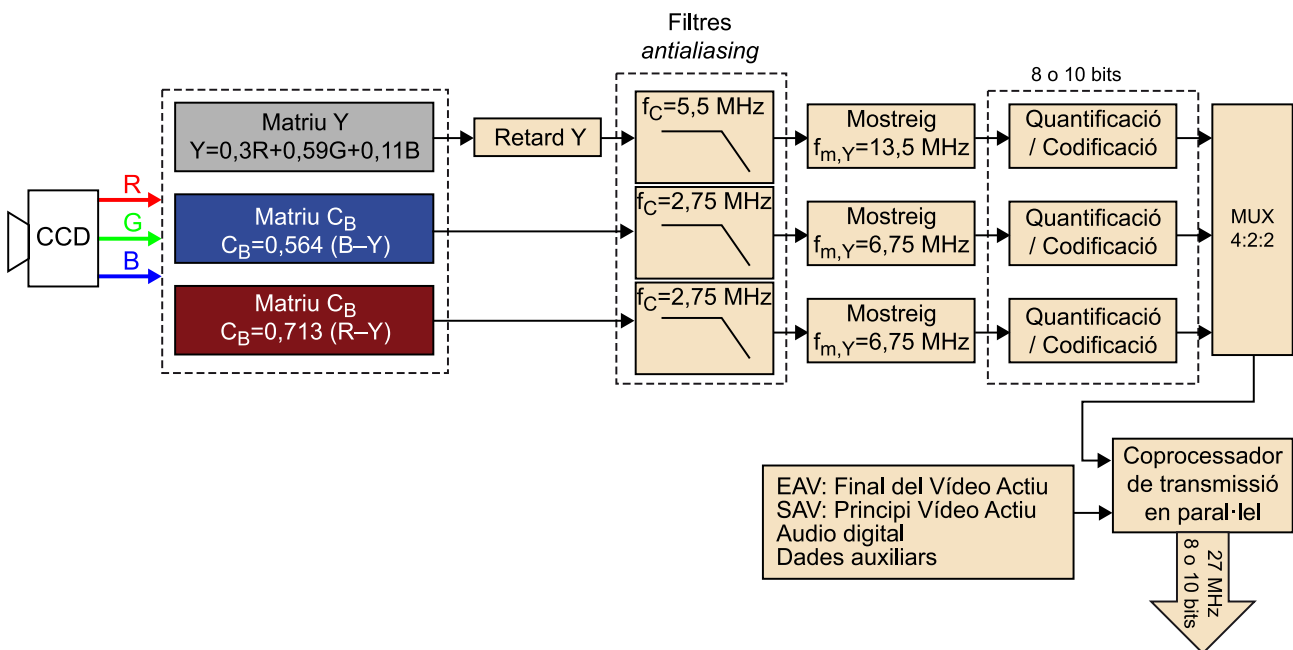 Filtres
antialiasing
8 o 10 bits
Matriu Y
Y=0,3R+0,59G+0,11B
Retard Y
fC=5,5 MHz
Mostreig
fm,Y=13,5 MHz
Quantificació
/ Codificació
R
G
B
CCD
Matriu CB
CB=0,564 (B–Y)
fC=2,75 MHz
Mostreig
fm,Y=6,75 MHz
Quantificació
/ Codificació
MUX
4:2:2
Matriu CB
CB=0,713 (R–Y)
fC=2,75 MHz
Mostreig
fm,Y=6,75 MHz
Quantificació
/ Codificació
EAV: Final del Vídeo Actiu
SAV: Principi Vídeo Actiu
Audio digital
Dades auxiliars
Coprocessador
de transmissió
en paral·lel
27 MHz
8 o 10 bits